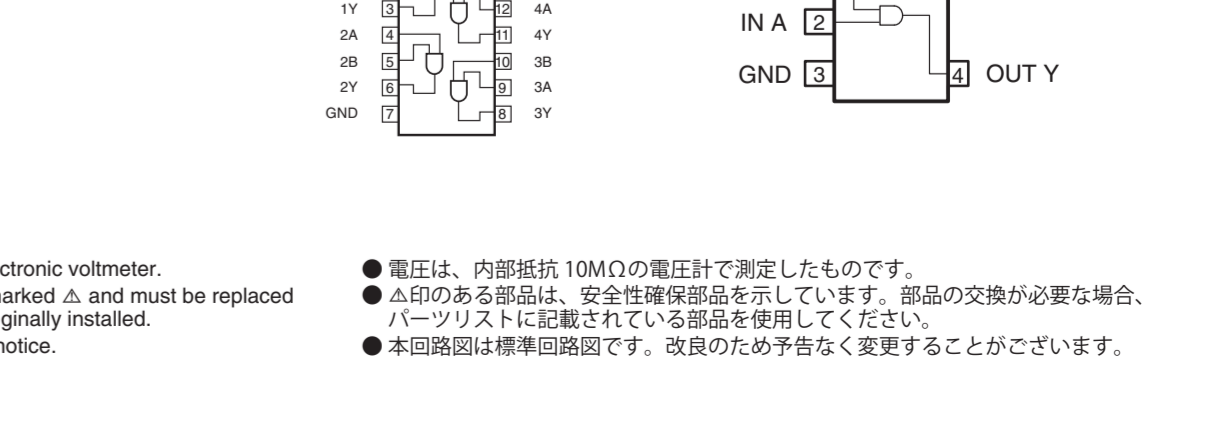 1Y 3 12 4A
2A 4 11 4Y
2B 5 10 3B
2Y 6 9 3A
GND 7 8 3Y
IN A 2
GND 3 4 OUT Y
ctronic voltmeter.
arked ⚠ and must be replaced
ginally installed.
notice.
● 電圧は、内部抵抗 10MΩの電圧計で測定したものです。
● ⚠印のある部品は、安全性確保部品を示しています。部品の交換が必要な場合、
パーツリストに記載されている部品を使用してください。
● 本回路図は標準回路図です。改良のため予告なく変更することがございます。